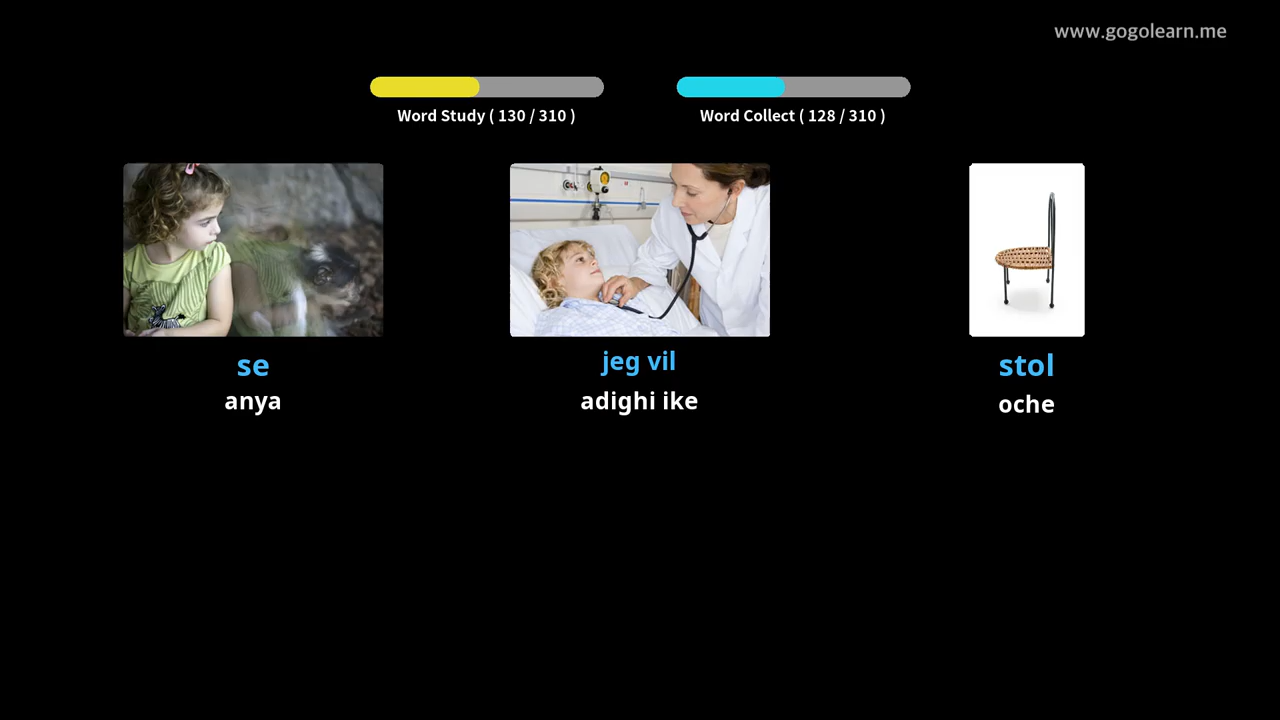 www.gogolearn.me
Word Study ( 130 / 310 )
Word Collect ( 128 / 310 )
se
jeg vil
stol
anya
adighi ike
oche